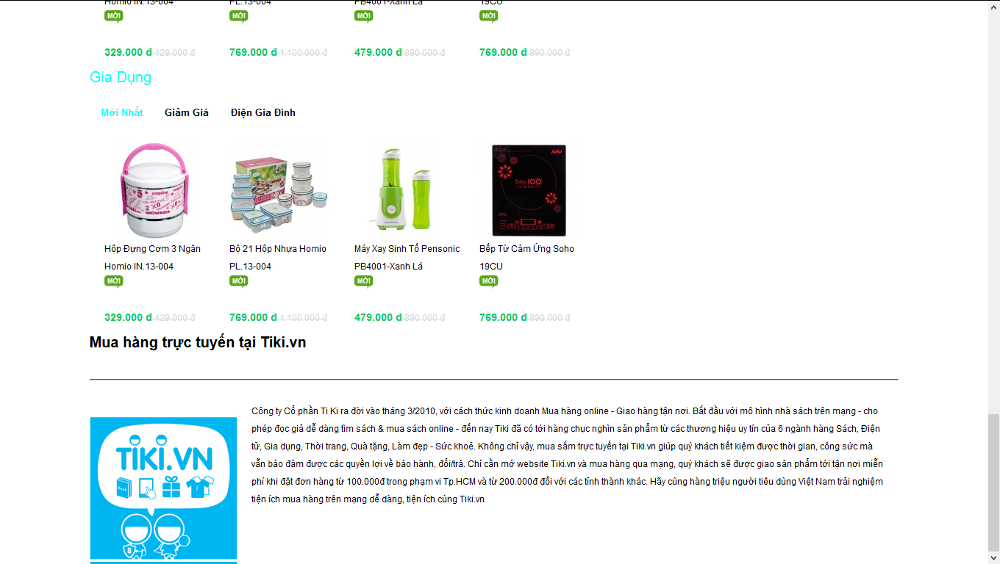 Homio IN.13-004 PL.13-004 PB4001-Xanh Lá 19CU
MỚI MỚI MỚI MỚI
329.000 đ 429.000 đ 769.000 đ 1.100.000 đ 479.000 đ 890.000 đ 769.000 đ 890.000 đ
Gia Dụng
Mới Nhất Giảm Giá Điện Gia Đình
Soho
Energy 100
Hộp Đựng Cơm 3 Ngăn
Homio IN.13-004
MỚI
329.000 đ 429.000 đ
Bộ 21 Hộp Nhựa Homio
PL.13-004
MỚI
769.000 đ 1.100.000 đ
Máy Xay Sinh Tố Pensonic
PB4001-Xanh Lá
MỚI
479.000 đ 890.000 đ
Bếp Từ Cảm Ứng Soho
19CU
MỚI
769.000 đ 890.000 đ
Mua hàng trực tuyến tại Tiki.vn
TIKI.VN
Công ty Cổ phần Ti Ki ra đời vào tháng 3/2010, với cách thức kinh doanh Mua hàng online - Giao hàng tận nơi. Bắt đầu với mô hình nhà sách trên mạng - cho
phép đọc giả dễ dàng tìm sách & mua sách online - đến nay Tiki đã có tới hàng chục nghìn sản phẩm từ các thương hiệu uy tín của 6 ngành hàng Sách, Điện
tử, Gia dụng, Thời trang, Quà tặng, Làm đẹp - Sức khoẻ. Không chỉ vậy, mua sắm trực tuyến tại Tiki.vn giúp quý khách tiết kiệm được thời gian, công sức mà
vẫn bảo đảm được các quyền lợi về bảo hành, đổi/trả. Chỉ cần mở website Tiki.vn và mua hàng qua mạng, quý khách sẽ được giao sản phẩm tới tận nơi miễn
phí khi đặt đơn hàng từ 100.000đ trong phạm vi Tp.HCM và từ 200.000đ đối với các tỉnh thành khác. Hãy cùng hàng triệu người tiêu dùng Việt Nam trải nghiệm
tiện ích mua hàng trên mạng dễ dàng, tiện ích cùng Tiki.vn